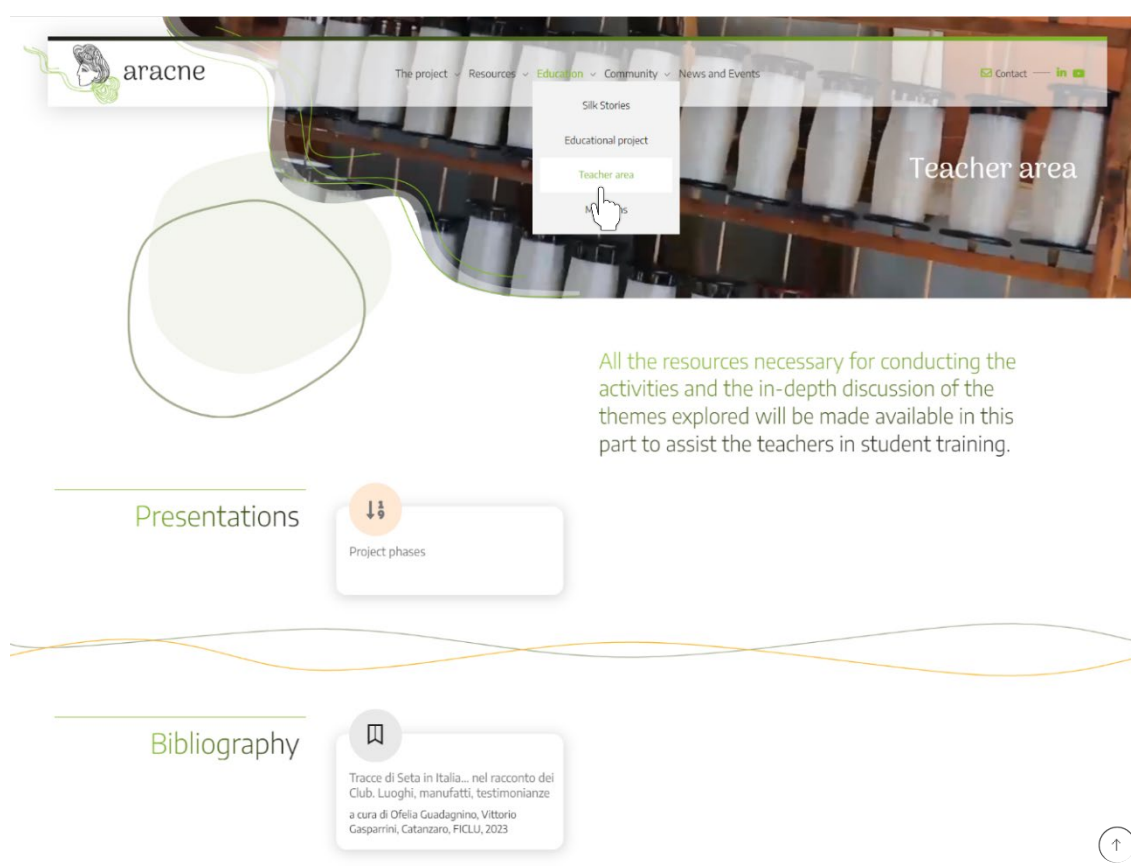 aracne
The project
Resources
Education
Community
News and Events
Contact
in
Silk Stories
Educational project
Teacher area
Teacher area
All the resources necessary for conducting the
activities and the in-depth discussion of the
themes explored will be made available in this
part to assist the teachers in student training.
Presentations
Project phases
Bibliography
Tracce di Seta in Italia... nel racconto dei
Club. Luoghi, manufatti, testimonianze
a cura di Ofelia Guadagnino, Vittorio
Gasparrini, Catanzaro, FICLU, 2023